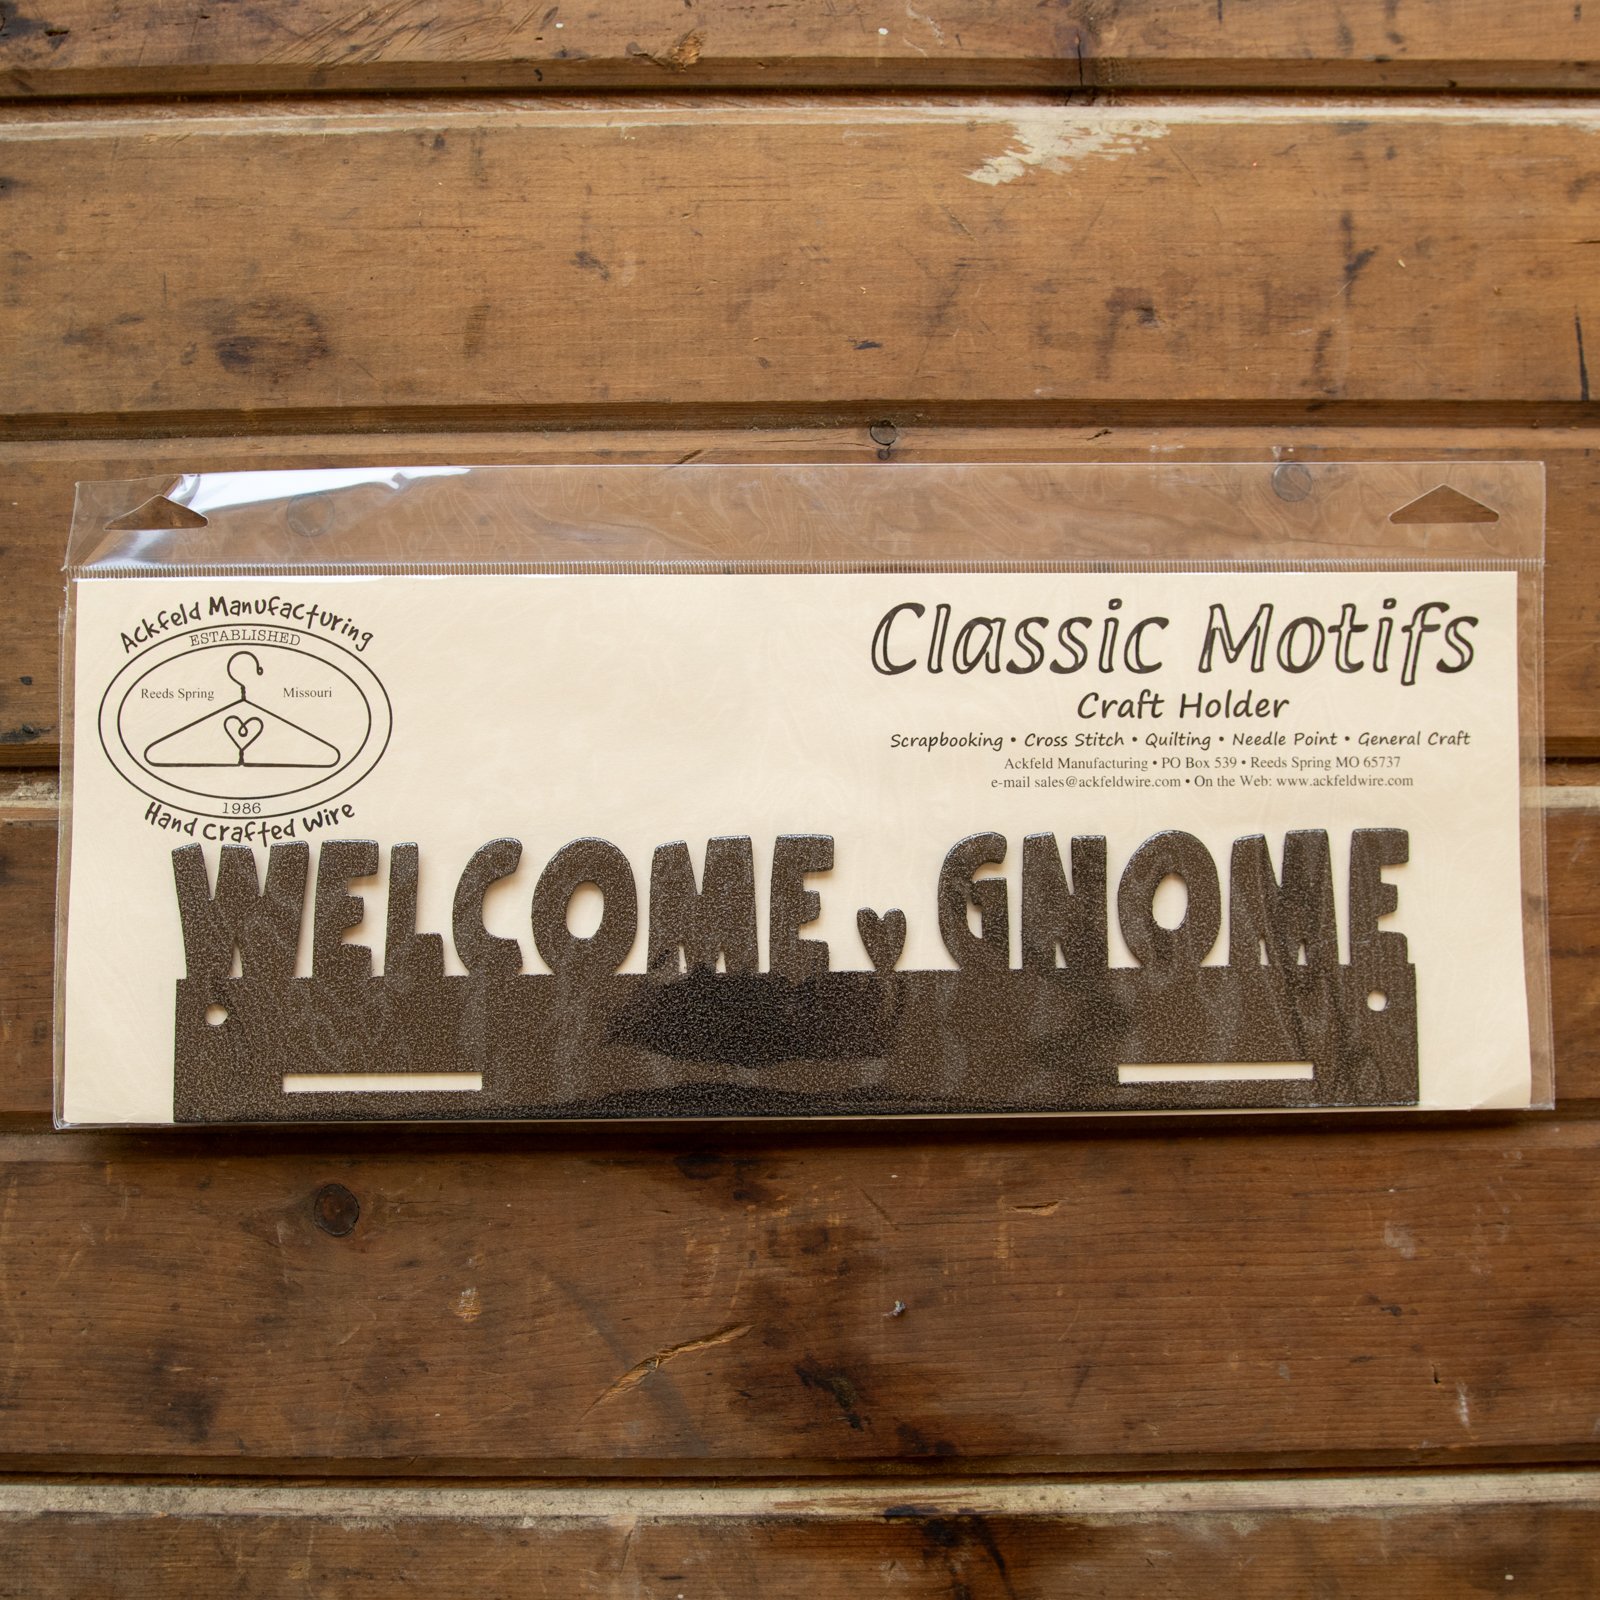 Ackfeld Manufacturing
ESTABLISHED
Reeds Spring Missouri
1986
Hand Crafted Wire
Classic Motifs
Craft Holder
Scrapbooking • Cross Stitch • Quilting • Needle Point • General Craft
Ackfeld Manufacturing • PO Box 539 • Reeds Spring MO 65737
e-mail sales@ackfeldwire.com • On the Web: www.ackfeldwire.com
WELCOME ♥ GNOME